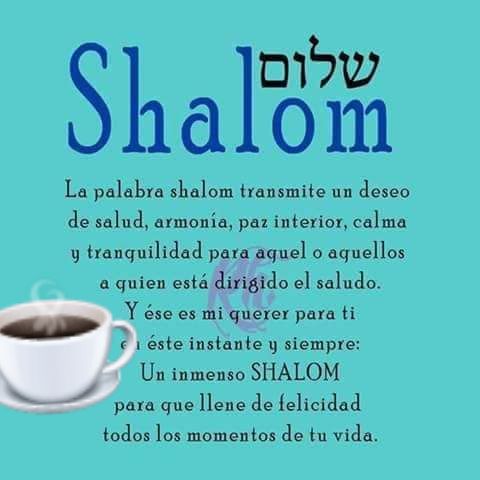 שלום
Shalom
La palabra shalom transmite un deseo
de salud, armonía, paz interior, calma
y tranquilidad para aquel o aquellos
a quien está dirigido el saludo.
Y ése es mi querer para ti
en éste instante y siempre:
Un inmenso SHALOM
para que llene de felicidad
todos los momentos de tu vida.